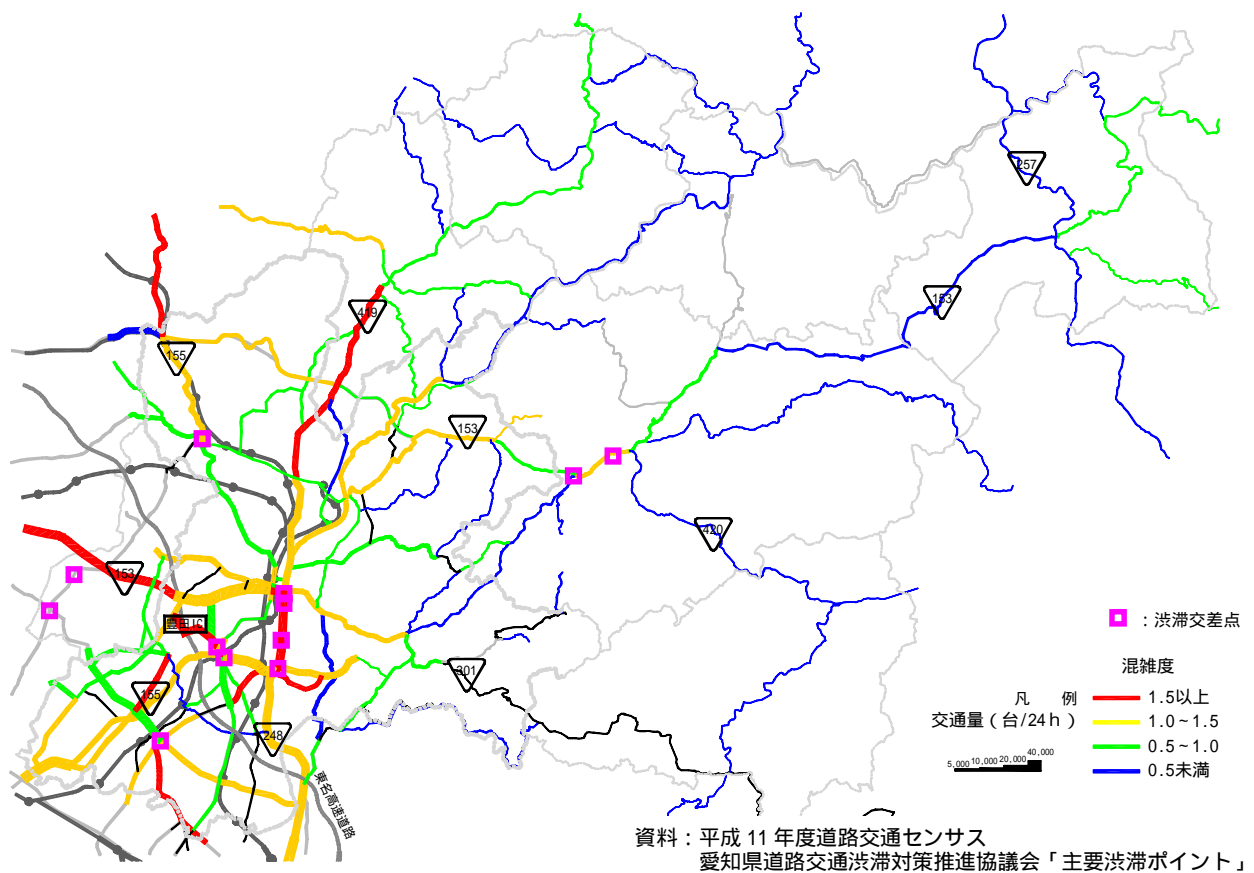 257
153
419
155
153
420
153
豊田IC
301
155
248
東名高速道路
：渋滞交差点
混雑度
凡　例
交通量（台/24ｈ）
1.5以上
1.0~1.5
0.5~1.0
0.5未満
5,000 10,000 20,000 40,000
資料：平成 11 年度道路交通センサス
愛知県道路交通渋滞対策推進協議会「主要渋滞ポイント」